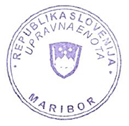 REPUBLIKA SLOVENIJA
UPRAVNA ENOTA
MARIBOR